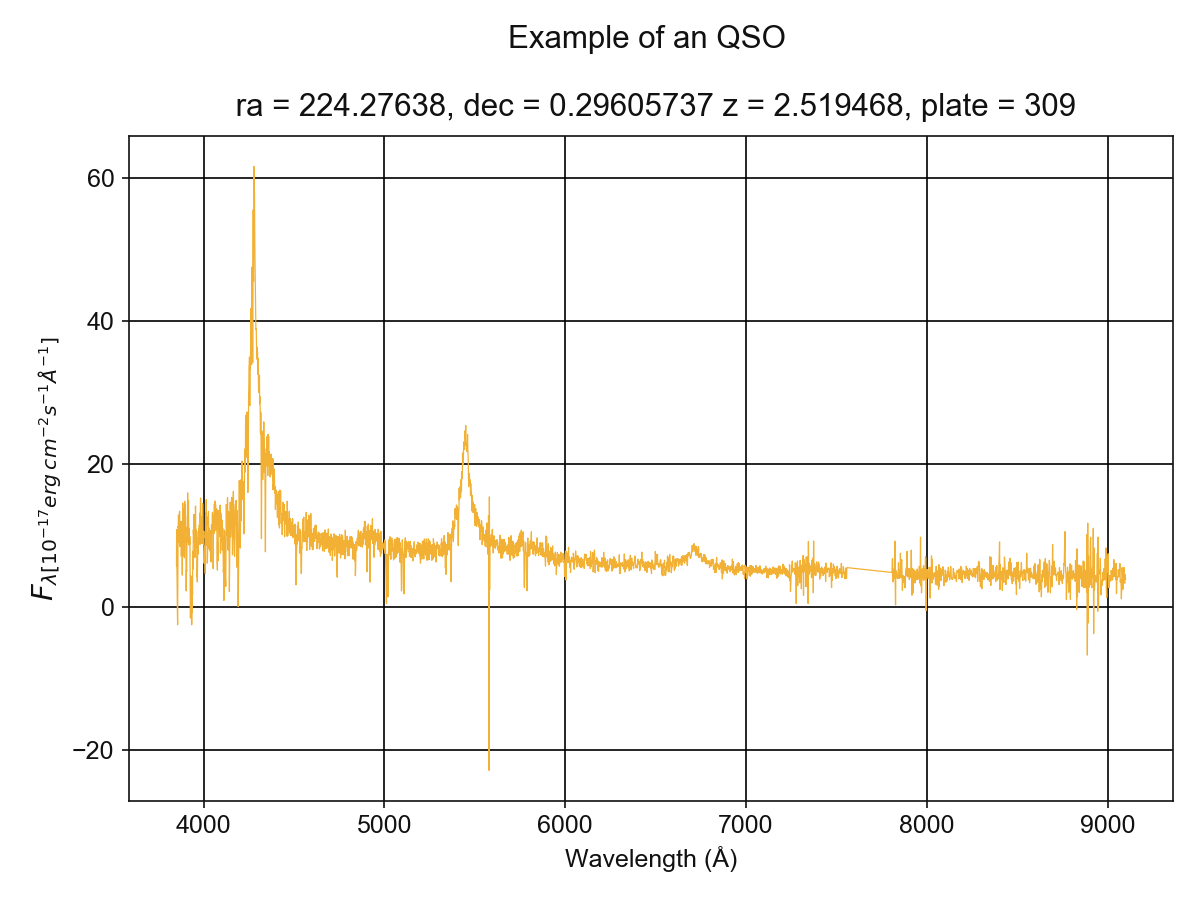 Example of an QSO
ra = 224.27638, dec = 0.29605737 z = 2.519468, plate = 309
60
40
20
0
−20
F_{λ[10^{−17} erg cm^{−2} s^{−1} Å^{−1}]}
4000 5000 6000 7000 8000 9000
Wavelength (Å)